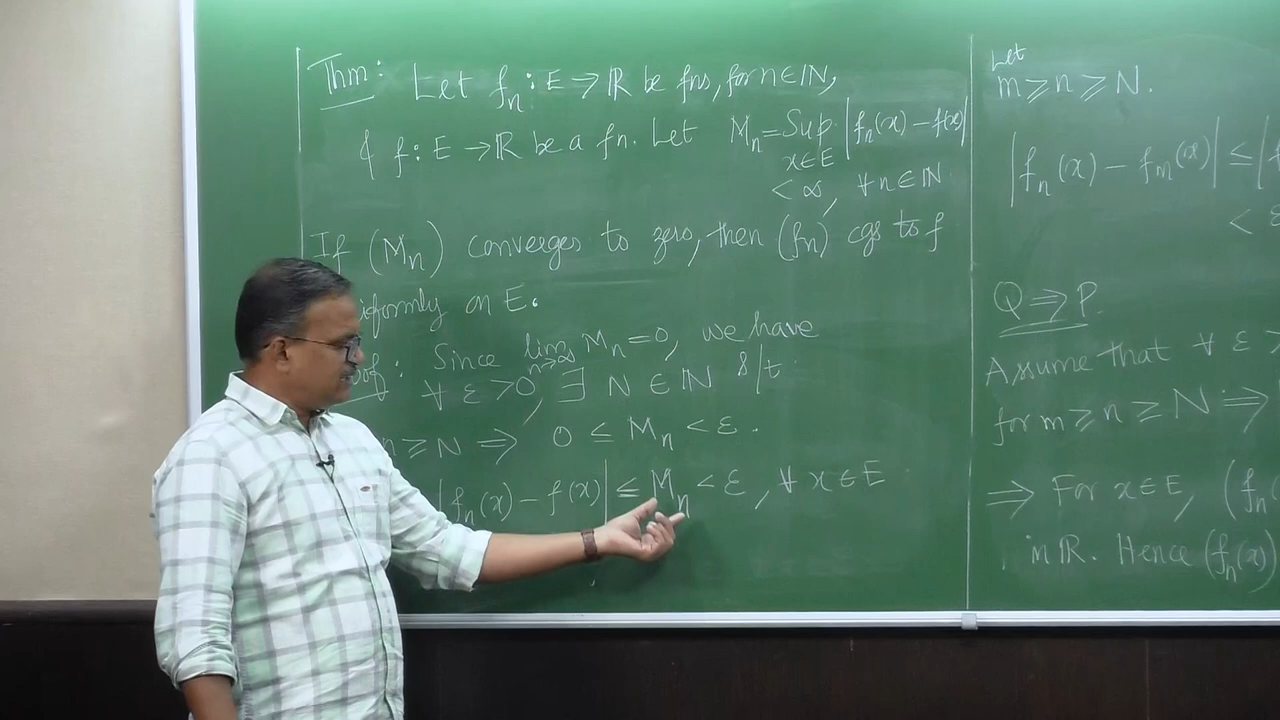 Thm: Let fₙ: E → ℝ be fns, for n ∈ ℕ,
& f: E → ℝ be a fn. Let Mₙ = Sup |fₙ(x) − f(x)|
x ∈ E
< ∞, ∀ n ∈ ℕ
If (Mₙ) converges to zero, then (fₙ) cgs to f
iformly on E.
oof: Since lim Mₙ = 0, we have
n→∞
∀ ε > 0, ∃ N ∈ ℕ s/t
n ≥ N ⇒ 0 ≤ Mₙ < ε.
|fₙ(x) − f(x)| ≤ Mₙ < ε, ∀ x ∈ E
Let
m ≥ n ≥ N.
|fₙ(x) − fₘ(x)| ≤ |f
< ε
Q ⇒ P.
Assume that ∀ ε >
for m ≥ n ≥ N ⇒
⇒ For x ∈ E, (fₙ(
in ℝ. Hence (fₙ(x))